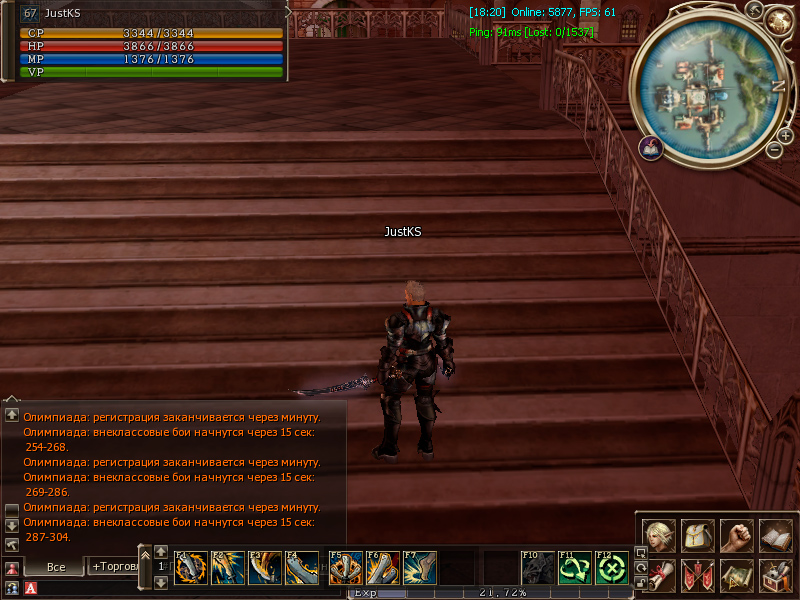 67 JustKS
[18:20] Online: 5877, FPS: 61
CP 3344/3344
Ping: 91ms [Lost: 0/1537]
HP 3866/3866
MP 1376/1376
VP
N
JustKS
Олимпиада: регистрация заканчивается через минуту.
Олимпиада: внеклассовые бои начнутся через 15 сек:
254-268.
Олимпиада: регистрация заканчивается через минуту.
Олимпиада: внеклассовые бои начнутся через 15 сек:
269-286.
Олимпиада: регистрация заканчивается через минуту.
Олимпиада: внеклассовые бои начнутся через 15 сек:
287-304.
F1 F2 F3 F4 F5 F6 F7 F10 F11 F12
Все +Торговл 1
A
Exp 21.72%